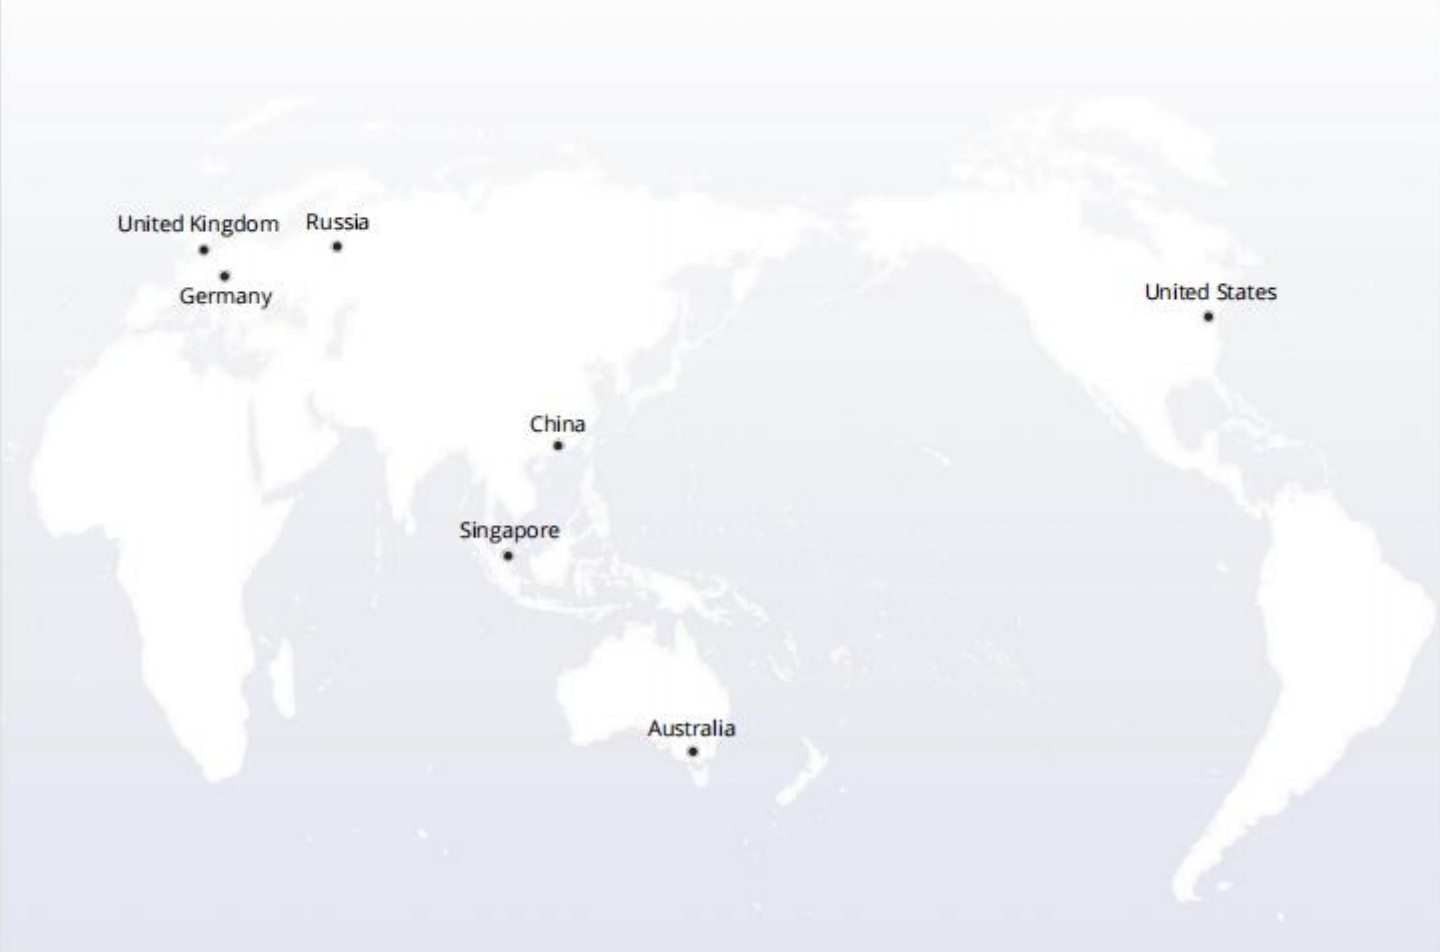 United Kingdom
Russia
Germany
United States
China
Singapore
Australia